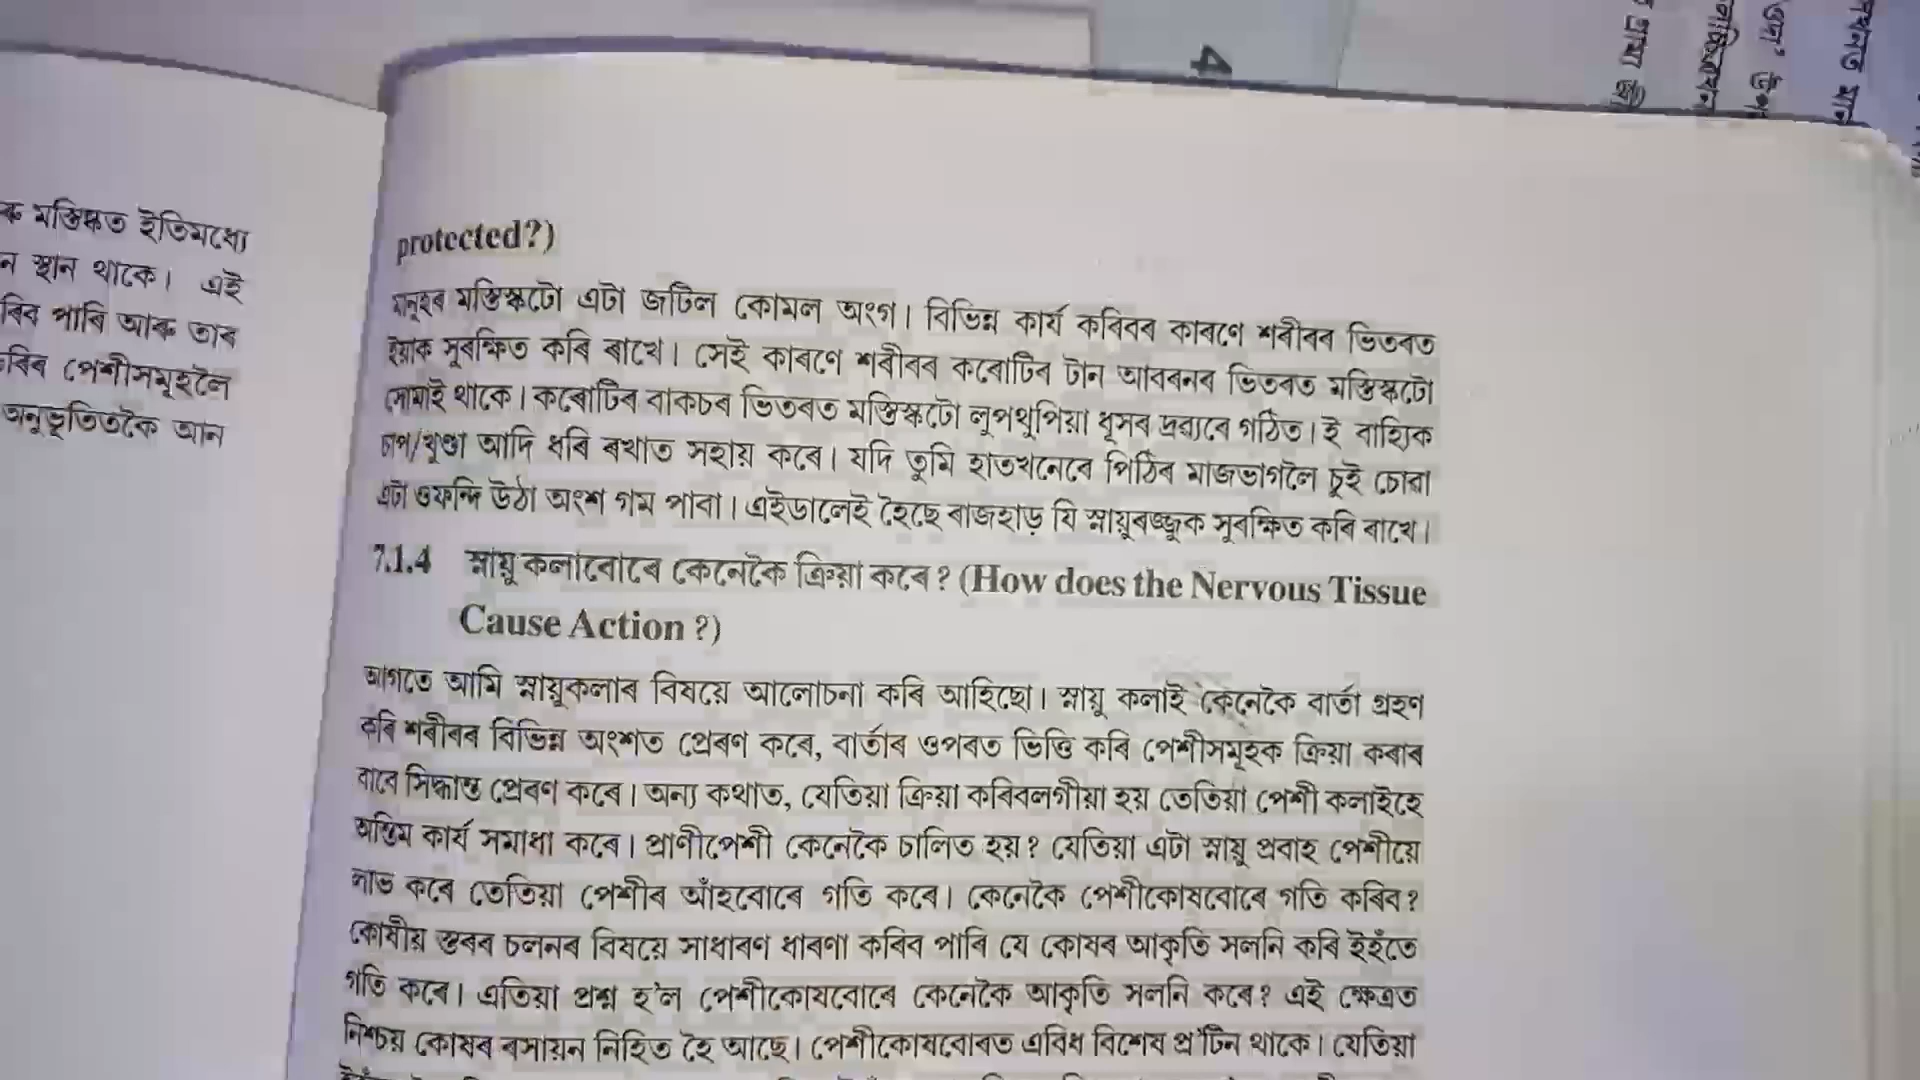 মস্তিষ্কত ইতিমধ্যে
ন স্থান থাকে। এই
ৰিব পাৰি আৰু তাৰ
কৰিব পেশীসমূহলৈ
অনুভূতিতকৈ আন
4
protected?)
মানুহৰ মস্তিষ্কটো এটা জটিল কোমল অংগ। বিভিন্ন কাৰ্য কৰিবৰ কাৰণে শৰীৰৰ ভিতৰত
ইয়াক সুৰক্ষিত কৰি ৰাখে। সেই কাৰণে শৰীৰৰ কৰোটিৰ টান আবৰনৰ ভিতৰত মস্তিস্কটো
সোমাই থাকে। কৰোটিৰ বাকচৰ ভিতৰত মস্তিস্কটো লুপথুপিয়া ধূসৰ দ্ৰব্যৰে গঠিত। ই বাহ্যিক
চাপ/খুণ্ডা আদি ধৰি ৰখাত সহায় কৰে। যদি তুমি হাতখনেৰে পিঠিৰ মাজভাগলৈ চুই চোৱা
এটা ওফন্দি উঠা অংশ গম পাবা। এইডালেই হৈছে ৰাজহাড় যি স্নায়ুৰজ্জুক সুৰক্ষিত কৰি ৰাখে।
7.1.4 স্নায়ু কলাবোৰে কেনেকৈ ক্ৰিয়া কৰে? (How does the Nervous Tissue
Cause Action ?)
আগতে আমি স্নায়ুকলাৰ বিষয়ে আলোচনা কৰি আহিছো। স্নায়ু কলাই কেনেকৈ বাৰ্তা গ্ৰহণ
কৰি শৰীৰৰ বিভিন্ন অংশত প্ৰেৰণ কৰে, বাৰ্তাৰ ওপৰত ভিত্তি কৰি পেশীসমূহক ক্ৰিয়া কৰাৰ
বাবে সিদ্ধান্ত প্ৰেৰণ কৰে। অন্য কথাত, যেতিয়া ক্ৰিয়া কৰিবলগীয়া হয় তেতিয়া পেশী কলাইহে
অন্তিম কাৰ্য সমাধা কৰে। প্ৰাণীপেশী কেনেকৈ চালিত হয়? যেতিয়া এটা স্নায়ু প্ৰবাহ পেশীয়ে
লাভ কৰে তেতিয়া পেশীৰ আঁহবোৰে গতি কৰে। কেনেকৈ পেশীকোষবোৰে গতি কৰিব?
কোষীয় স্তৰৰ চলনৰ বিষয়ে সাধাৰণ ধাৰণা কৰিব পাৰি যে কোষৰ আকৃতি সলনি কৰি ইহঁতে
গতি কৰে। এতিয়া প্ৰশ্ন হ'ল পেশীকোষবোৰে কেনেকৈ আকৃতি সলনি কৰে? এই ক্ষেত্ৰত
নিশ্চয় কোষৰ ৰসায়ন নিহিত হৈ আছে। পেশীকোষবোৰত এবিধ বিশেষ প্ৰ'টিন থাকে। যেতিয়া